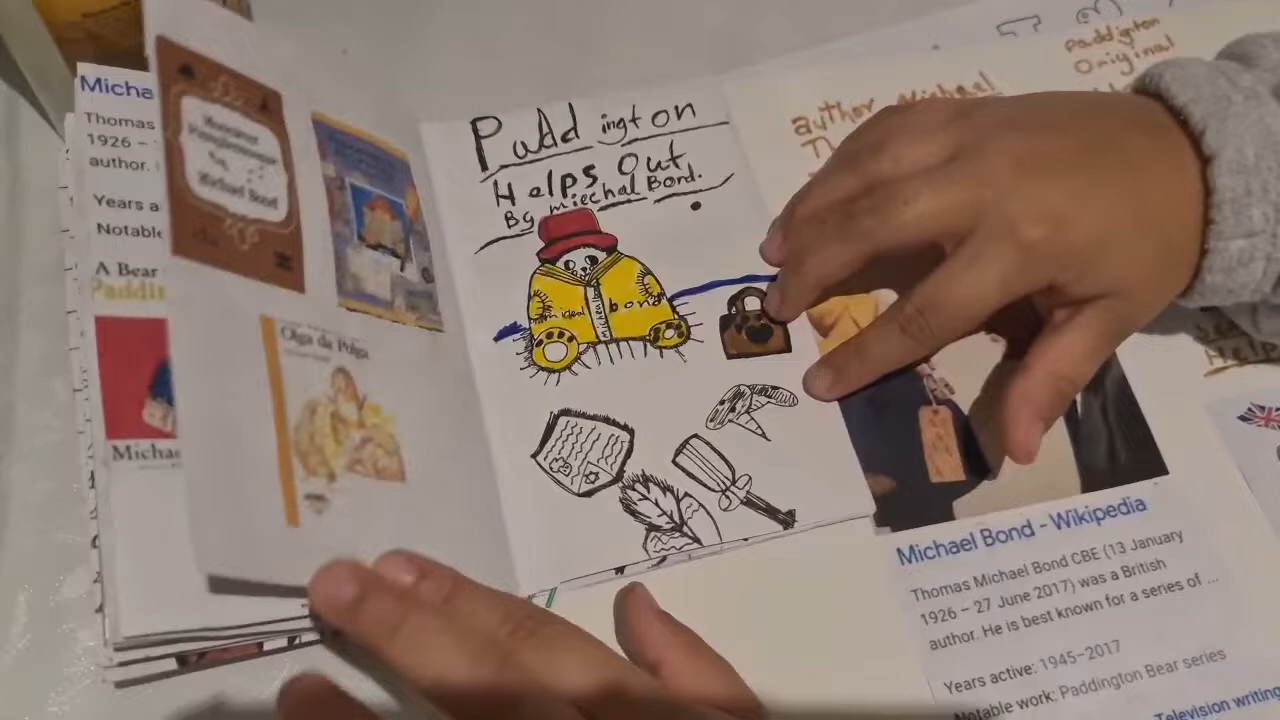 Micha
Thomas
1926 –
author.
Years a
Notable
A Bear
Paddin
Michae
Monsieur
Pamplemousse
Michael Bond
Olga da Polga
Paddington
Helps Out
By miechal Bond.
bond
author Michael
Paddington
Original
Michael Bond - Wikipedia
Thomas Michael Bond CBE (13 January
1926 – 27 June 2017) was a British
author. He is best known for a series of ...
Years active: 1945–2017
Notable work: Paddington Bear series
Television writing